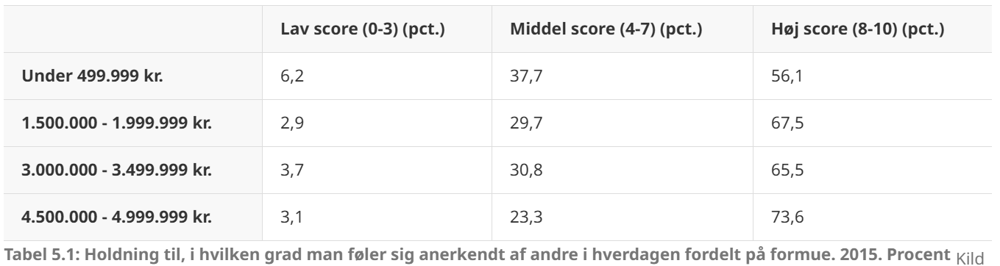 Lav score (0-3) (pct.) Middel score (4-7) (pct.) Høj score (8-10) (pct.)
Under 499.999 kr. 6,2 37,7 56,1
1.500.000 - 1.999.999 kr. 2,9 29,7 67,5
3.000.000 - 3.499.999 kr. 3,7 30,8 65,5
4.500.000 - 4.999.999 kr. 3,1 23,3 73,6
Tabel 5.1: Holdning til, i hvilken grad man føler sig anerkendt af andre i hverdagen fordelt på formue. 2015. Procent Kild